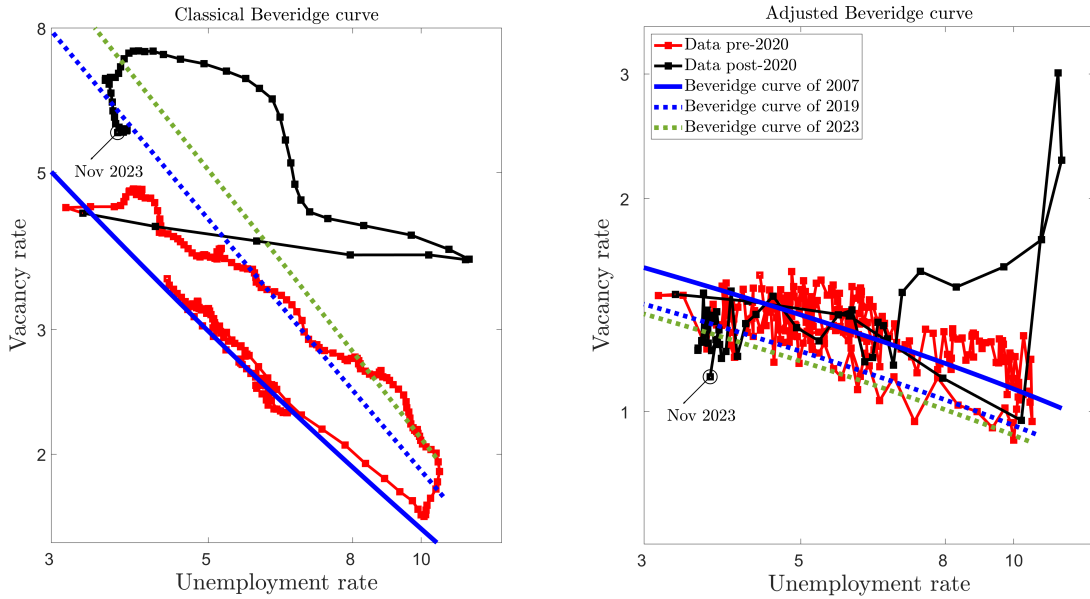 Classical Beveridge curve
8
5
3
2
Vacancy rate
Nov 2023
3
5
8
10
Unemployment rate
Adjusted Beveridge curve
Data pre-2020
Data post-2020
Beveridge curve of 2007
Beveridge curve of 2019
Beveridge curve of 2023
3
2
1
Vacancy rate
Nov 2023
3
5
8
10
Unemployment rate